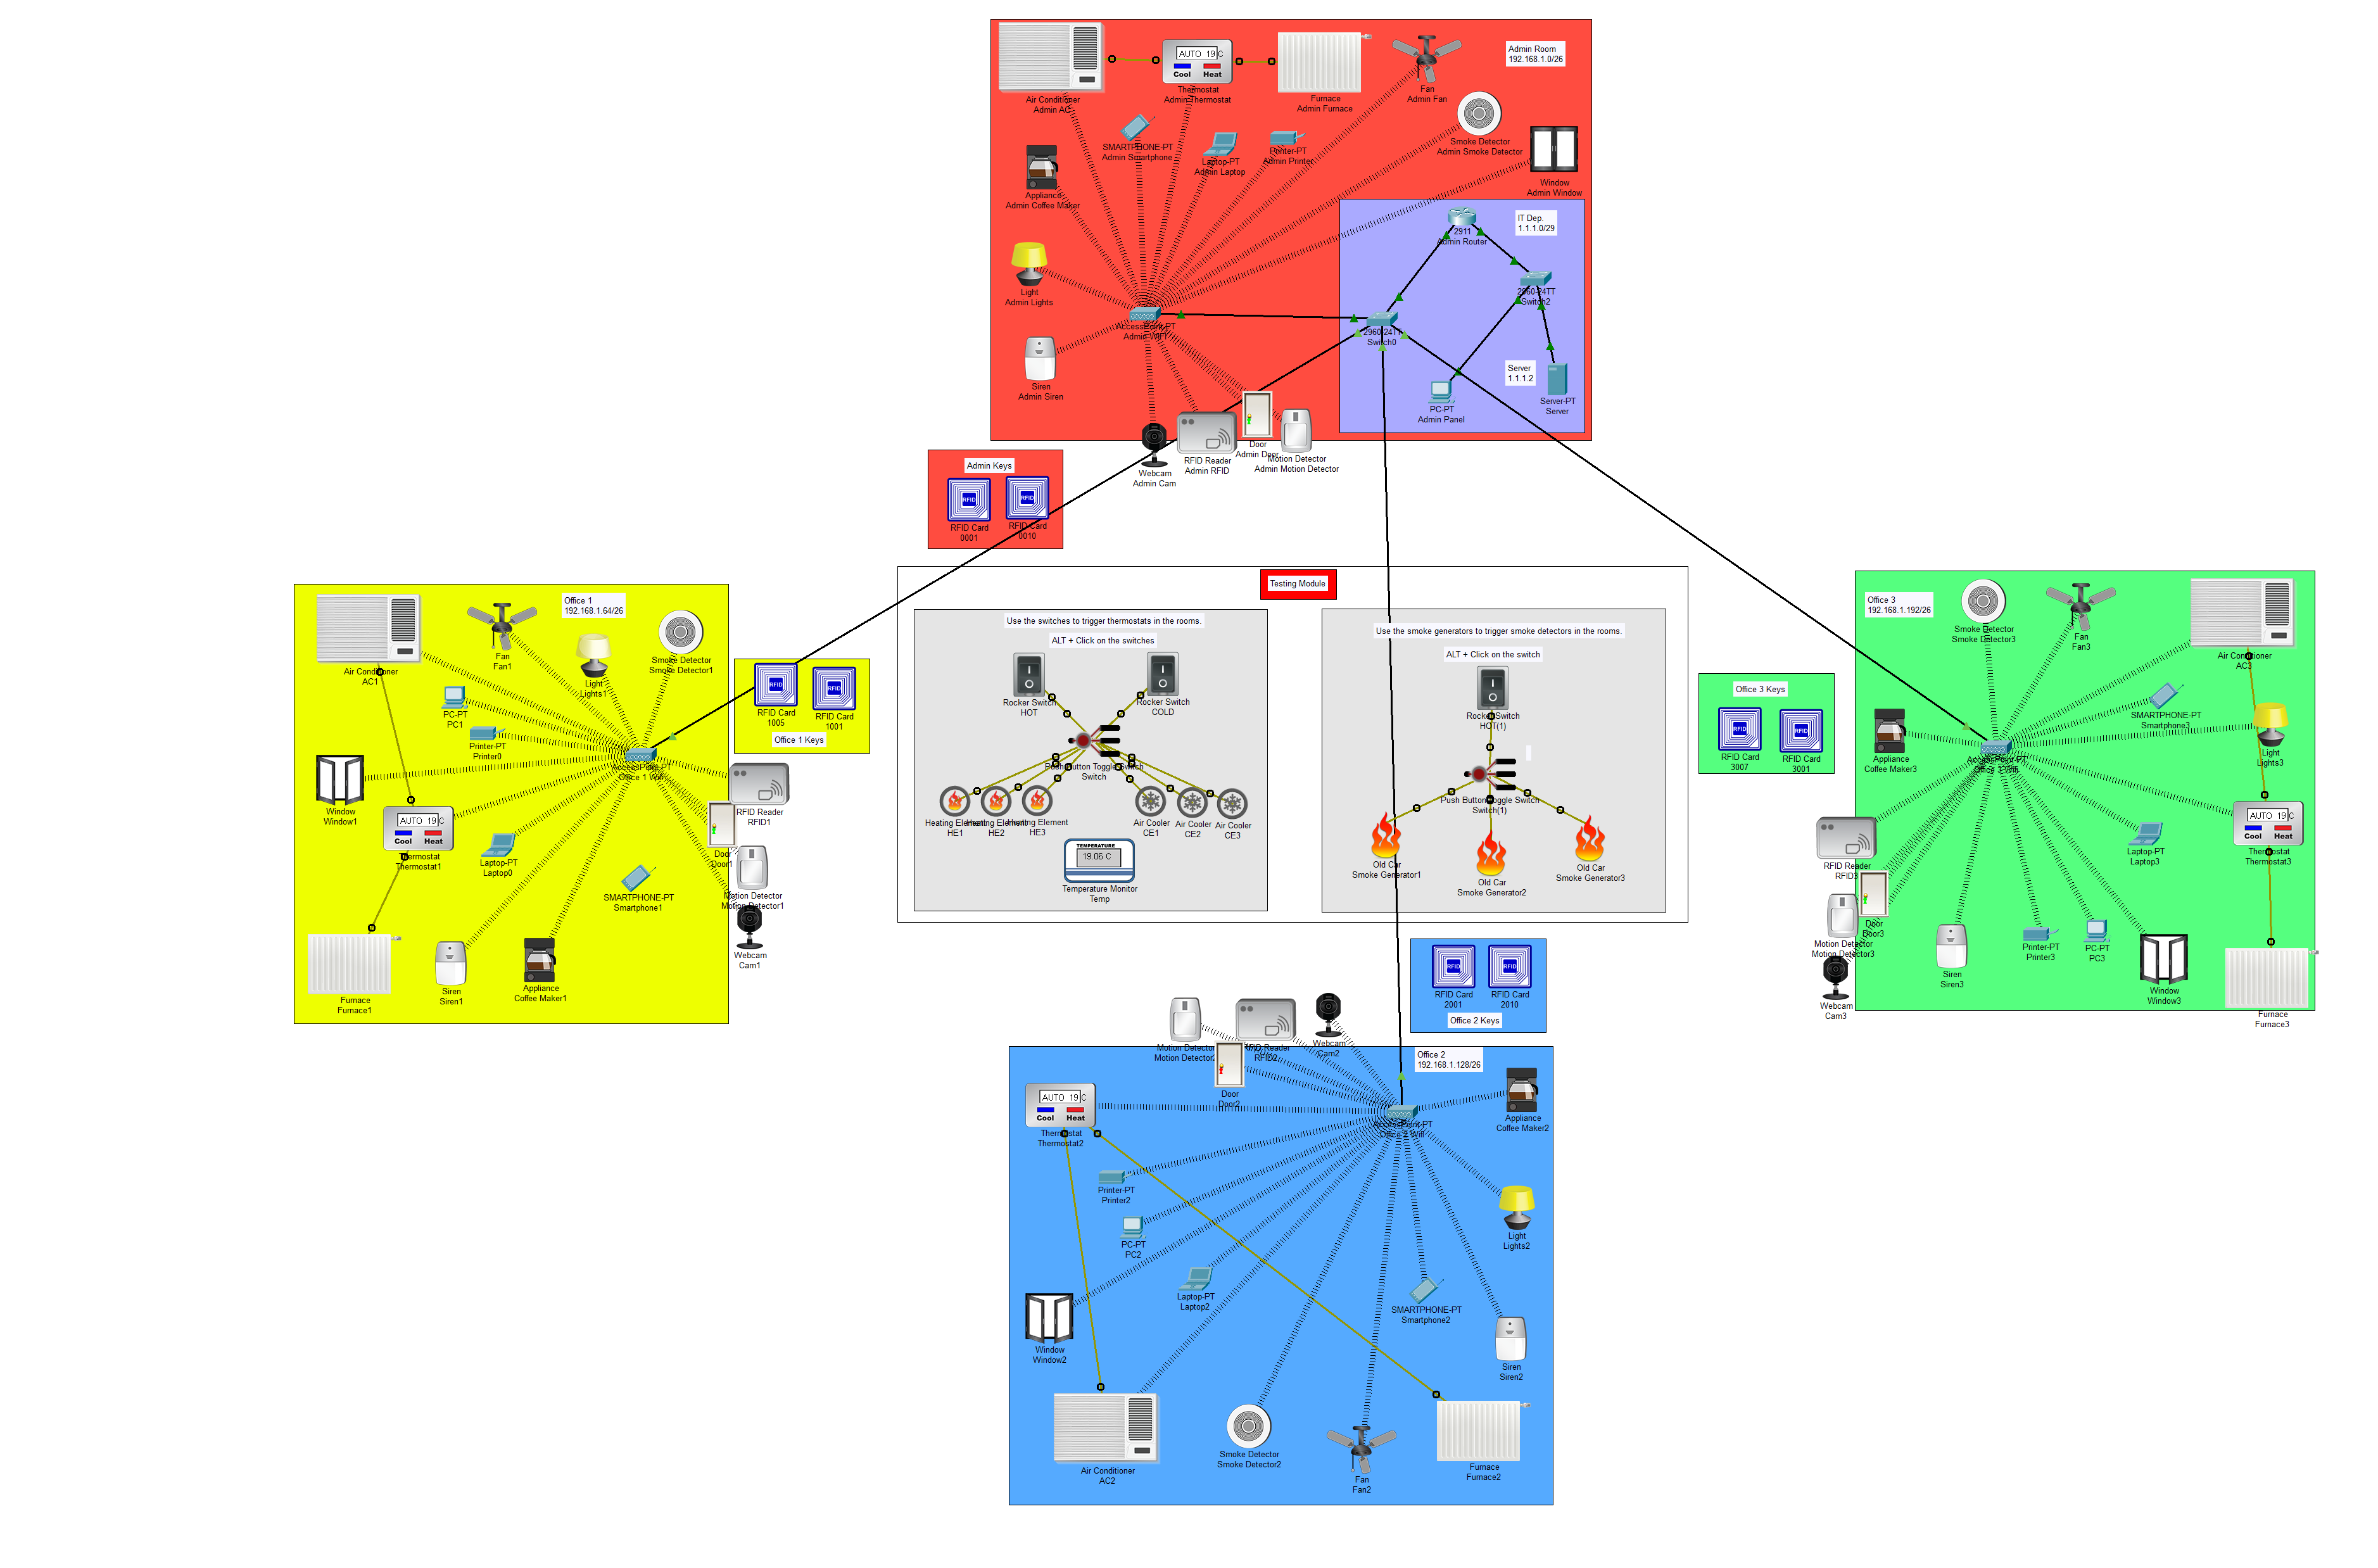 AUTO 19 C
Cool Heat
Air Conditioner
Admin AC
Thermostat
Admin Thermostat
Furnace
Admin Furnace
Fan
Admin Fan
Admin Room
192.168.1.0/26
Smoke Detector
Admin Smoke Detector
SMARTPHONE-PT
Admin Smartphone
Laptop-PT
Admin Laptop
Printer-PT
Admin Printer
Window
Admin Window
Appliance
Admin Coffee Maker
IT Dep.
1.1.1.0/29
2911
Admin Router
2960-24TT
Switch2
Light
Admin Lights
AccessPoint-PT
Admin WIFI
2960-24TT
Switch0
Siren
Admin Siren
Server
1.1.1.2
PC-PT
Admin Panel
Server-PT
Server
Door
Admin Door
RFID Reader
Admin RFID
Motion Detector
Admin Motion Detector
Webcam
Admin Cam
Admin Keys
RFID
RFID
RFID Card
0001
RFID Card
0010
Testing Module
Use the switches to trigger thermostats in the rooms.
ALT + Click on the switches
Rocker Switch
HOT
Rocker Switch
COLD
Push Button Toggle Switch
Switch
Heating Element
HE1
Heating Element
HE2
Heating Element
HE3
Air Cooler
CE1
Air Cooler
CE2
Air Cooler
CE3
TEMPERATURE
19.06 C
Temperature Monitor
Temp
Use the smoke generators to trigger smoke detectors in the rooms.
ALT + Click on the switch
Rocker Switch
HOT(1)
Push Button Toggle Switch
Switch(1)
Old Car
Smoke Generator1
Old Car
Smoke Generator2
Old Car
Smoke Generator3
Office 1
192.168.1.64/26
Air Conditioner
AC1
Fan
Fan1
Light
Lights1
Smoke Detector
Smoke Detector1
PC-PT
PC1
Printer-PT
Printer0
AccessPoint-PT
Office 1 Wifi
Window
Window1
AUTO 19 C
Cool Heat
Thermostat
Thermostat1
Laptop-PT
Laptop0
SMARTPHONE-PT
Smartphone1
Furnace
Furnace1
Siren
Siren1
Appliance
Coffee Maker1
RFID
RFID
RFID Card
1005
RFID Card
1001
Office 1 Keys
RFID Reader
RFID1
Door
Door1
Motion Detector
Motion Detector1
Webcam
Cam1
Office 3 Keys
RFID
RFID
RFID Card
3007
RFID Card
3001
Office 3
192.168.1.192/26
Smoke Detector
Smoke Detector3
Fan
Fan3
Air Conditioner
AC3
SMARTPHONE-PT
Smartphone3
Appliance
Coffee Maker3
AccessPoint-PT
Office 3 Wifi
Light
Lights3
AUTO 19 C
Cool Heat
Thermostat
Thermostat3
Laptop-PT
Laptop3
RFID Reader
RFID3
Door
Door3
Motion Detector
Motion Detector3
Webcam
Cam3
Siren
Siren3
Printer-PT
Printer3
PC-PT
PC3
Window
Window3
Furnace
Furnace3
RFID
RFID
RFID Card
2001
RFID Card
2010
Office 2 Keys
Office 2
192.168.1.128/26
Motion Detector
Motion Detector2
RFID Reader
RFID2
Webcam
Cam2
Door
Door2
AUTO 19 C
Cool Heat
Thermostat
Thermostat2
AccessPoint-PT
Office 2 Wifi
Appliance
Coffee Maker2
Printer-PT
Printer2
PC-PT
PC2
Light
Lights2
Laptop-PT
Laptop2
SMARTPHONE-PT
Smartphone2
Window
Window2
Siren
Siren2
Air Conditioner
AC2
Smoke Detector
Smoke Detector2
Fan
Fan2
Furnace
Furnace2